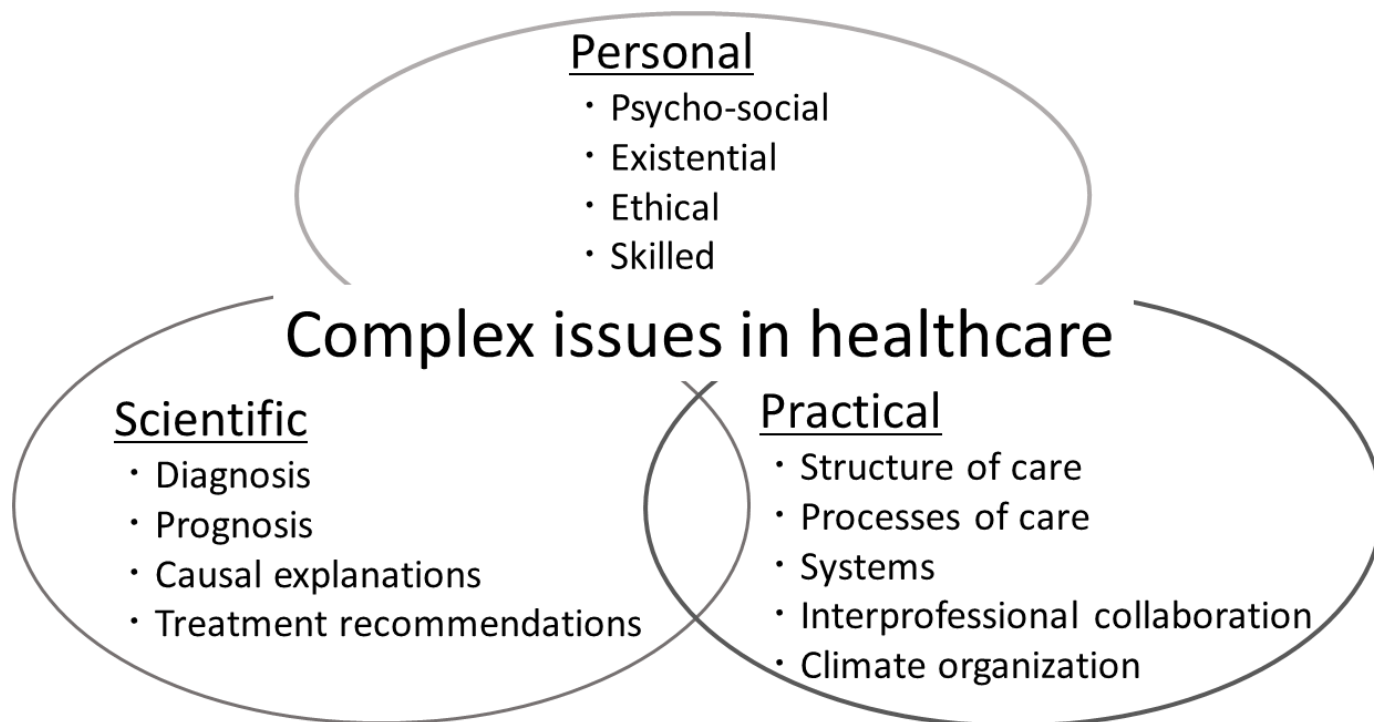 Personal
・Psycho-social
・Existential
・Ethical
・Skilled
Complex issues in healthcare
Scientific
・Diagnosis
・Prognosis
・Causal explanations
・Treatment recommendations
Practical
・Structure of care
・Processes of care
・Systems
・Interprofessional collaboration
・Climate organization